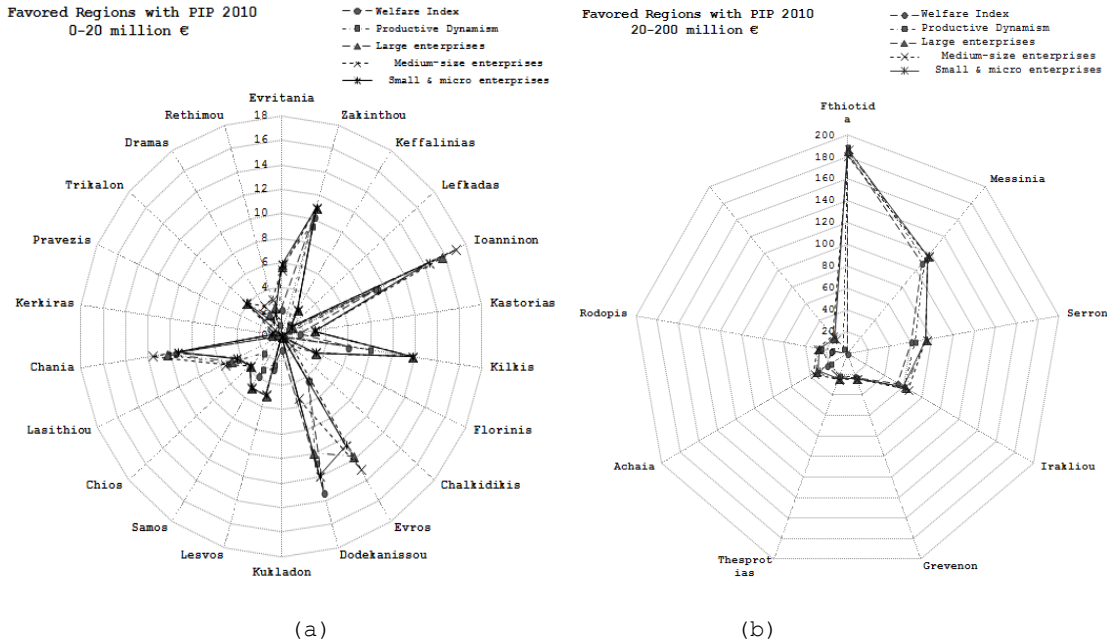 Favored Regions with PIP 2010
0-20 million €
Welfare Index
Productive Dynamism
Large enterprises
Medium-size enterprises
Small & micro enterprises
Evritania
Zakinthou
Keffalinias
Lefkadas
Ioanninon
Kastorias
Kilkis
Florinis
Chalkidikis
Evros
Dodekanissou
Kukladon
Lesvos
Samos
Chios
Lasithiou
Chania
Kerkiras
Pravezis
Trikalon
Dramas
Rethimou
18
16
14
12
10
8
6
4
2
0
(a)
Favored Regions with PIP 2010
20-200 million €
Welfare Index
Productive Dynamism
Large enterprises
Medium-size enterprises
Small & micro enterprises
Fthiotid
a
Messinia
Serron
Irakliou
Grevenon
Thesprot
ias
Achaia
Rodopis
200
180
160
140
120
100
80
60
40
20
(b)